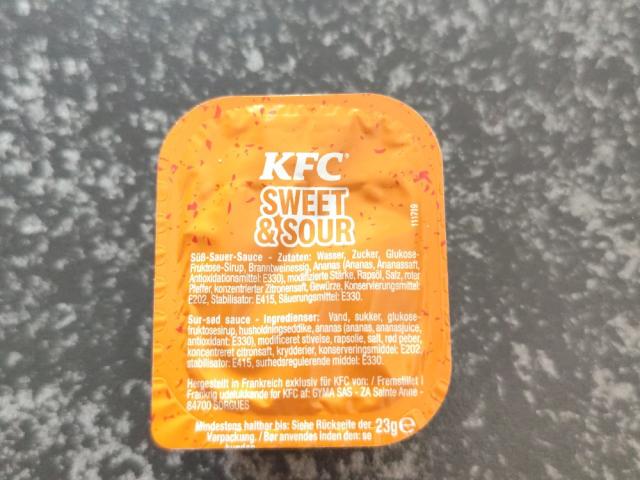 KFC
SWEET
& SOUR
111719
Süß-Sauer-Sauce - Zutaten: Wasser, Zucker, Glukose-
Fruktose-Sirup, Branntweinessig, Ananas (Ananas, Ananassaft,
Antioxidationsmittel: E330), modifizierte Stärke, Rapsöl, Salz, roter
Pfeffer, konzentrierter Zitronensaft, Gewürze, Konservierungsmittel:
E202, Stabilisator: E415, Säuerungsmittel: E330.
Sur-sød sauce - Ingredienser: Vand, sukker, glukose-
fruktosesirup, husholdningseddike, ananas (ananas, ananasjuice,
antioxidant: E330), modificeret stivelse, rapsolie, salt, rød peber,
koncentreret citronsaft, krydderier, konserveringsmiddel: E202,
stabilisator: E415, surhedsregulerende middel: E330.
Hergestellt in Frankreich exklusiv für KFC von: / Fremstillet i
Frankrig udelukkende for KFC af: GYMA SAS - ZA Sainte Anne -
84700 SORGUES
Mindestens haltbar bis: Siehe Rückseite der
Verpackung. / Bør anvendes inden den: se
bunden
23g e